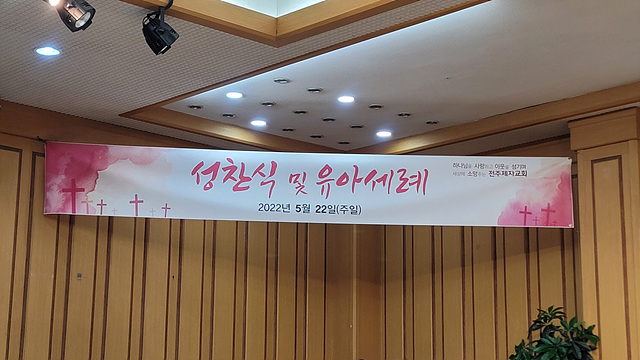 성찬식 및 유아세례
2022년 5월 22일(주일)
하나님을 사랑하고 이웃을 섬기며
세상에 소망주는 전주제자교회